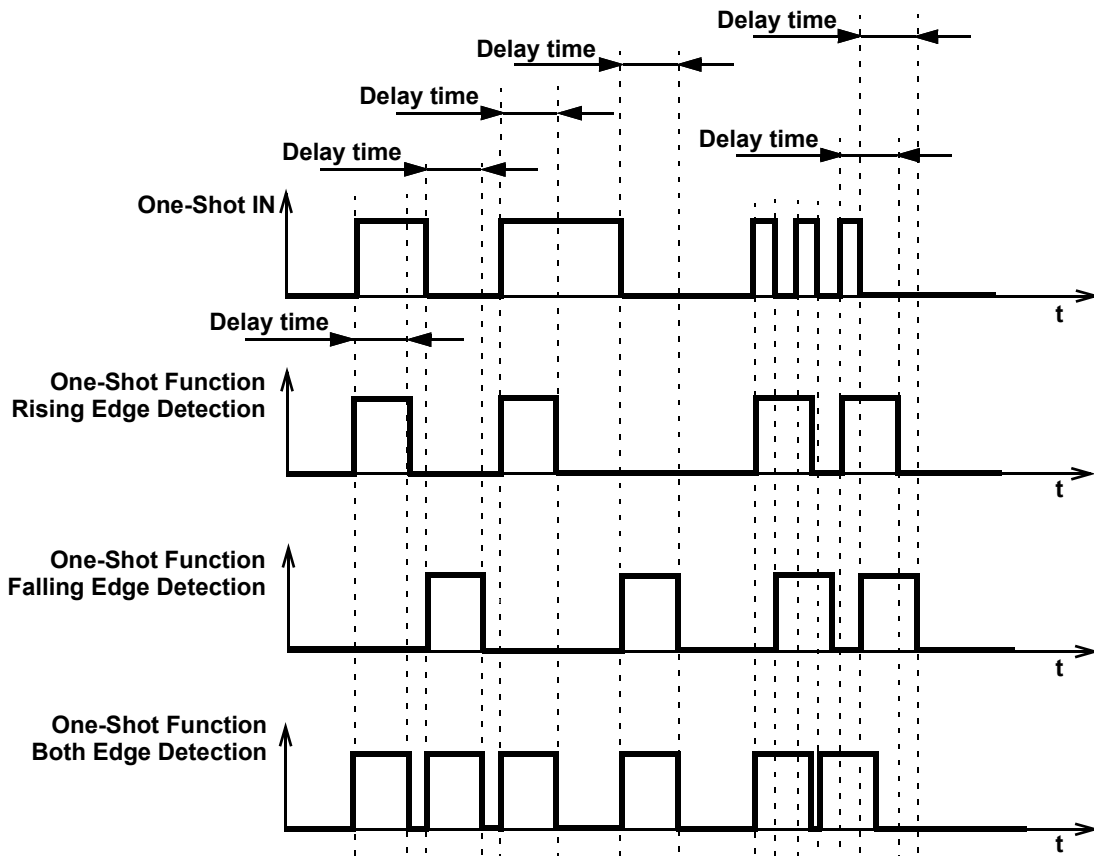 Delay time
Delay time
Delay time
Delay time
Delay time
One-Shot IN
t
Delay time
One-Shot Function
Rising Edge Detection
t
One-Shot Function
Falling Edge Detection
t
One-Shot Function
Both Edge Detection
t